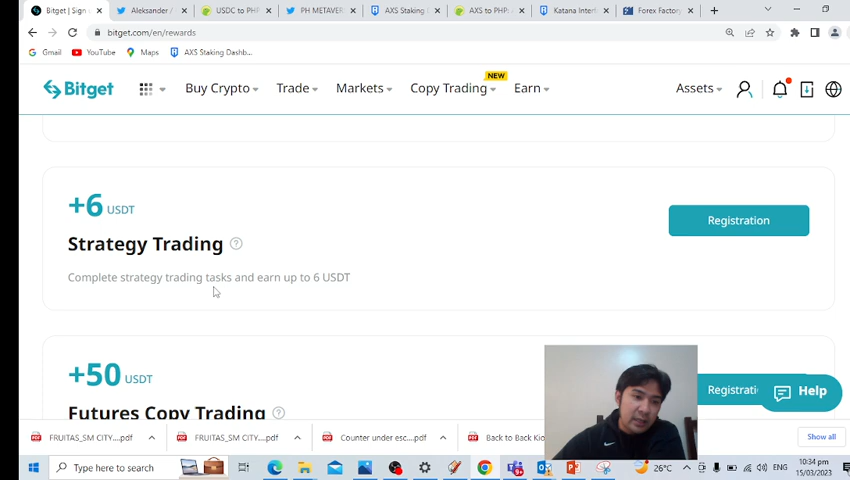 Bitget | Sign
Aleksander /
USDC to PHP
PH METAVER
AXS Staking
AXS to PHP:
Katana Inter
Forex Factory
bitget.com/en/rewards
Gmail
YouTube
Maps
AXS Staking Dashb...
Bitget
Buy Crypto
Trade
Markets
Copy Trading
NEW
Earn
Assets
+6 USDT
Registration
Strategy Trading ?
Complete strategy trading tasks and earn up to 6 USDT
+50 USDT
Registrati
Help
Futures Copy Trading ?
FRUITAS_SM CITY....pdf
FRUITAS_SM CITY....pdf
Counter under esc....pdf
Back to Back Kio
Show all
Type here to search
26°C
ENG
10:34 PM
15/03/2023